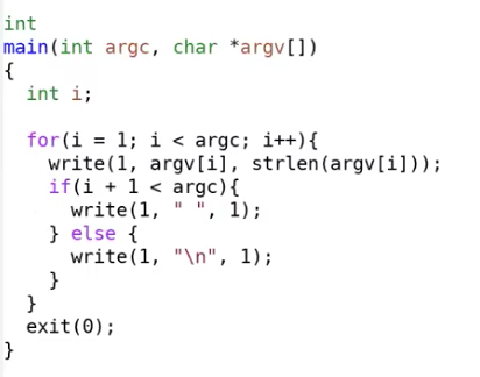 int
main(int argc, char *argv[])
{
  int i;

  for(i = 1; i < argc; i++){
    write(1, argv[i], strlen(argv[i]));
    if(i + 1 < argc){
      write(1, " ", 1);
    } else {
      write(1, "\n", 1);
    }
  }
  exit(0);
}